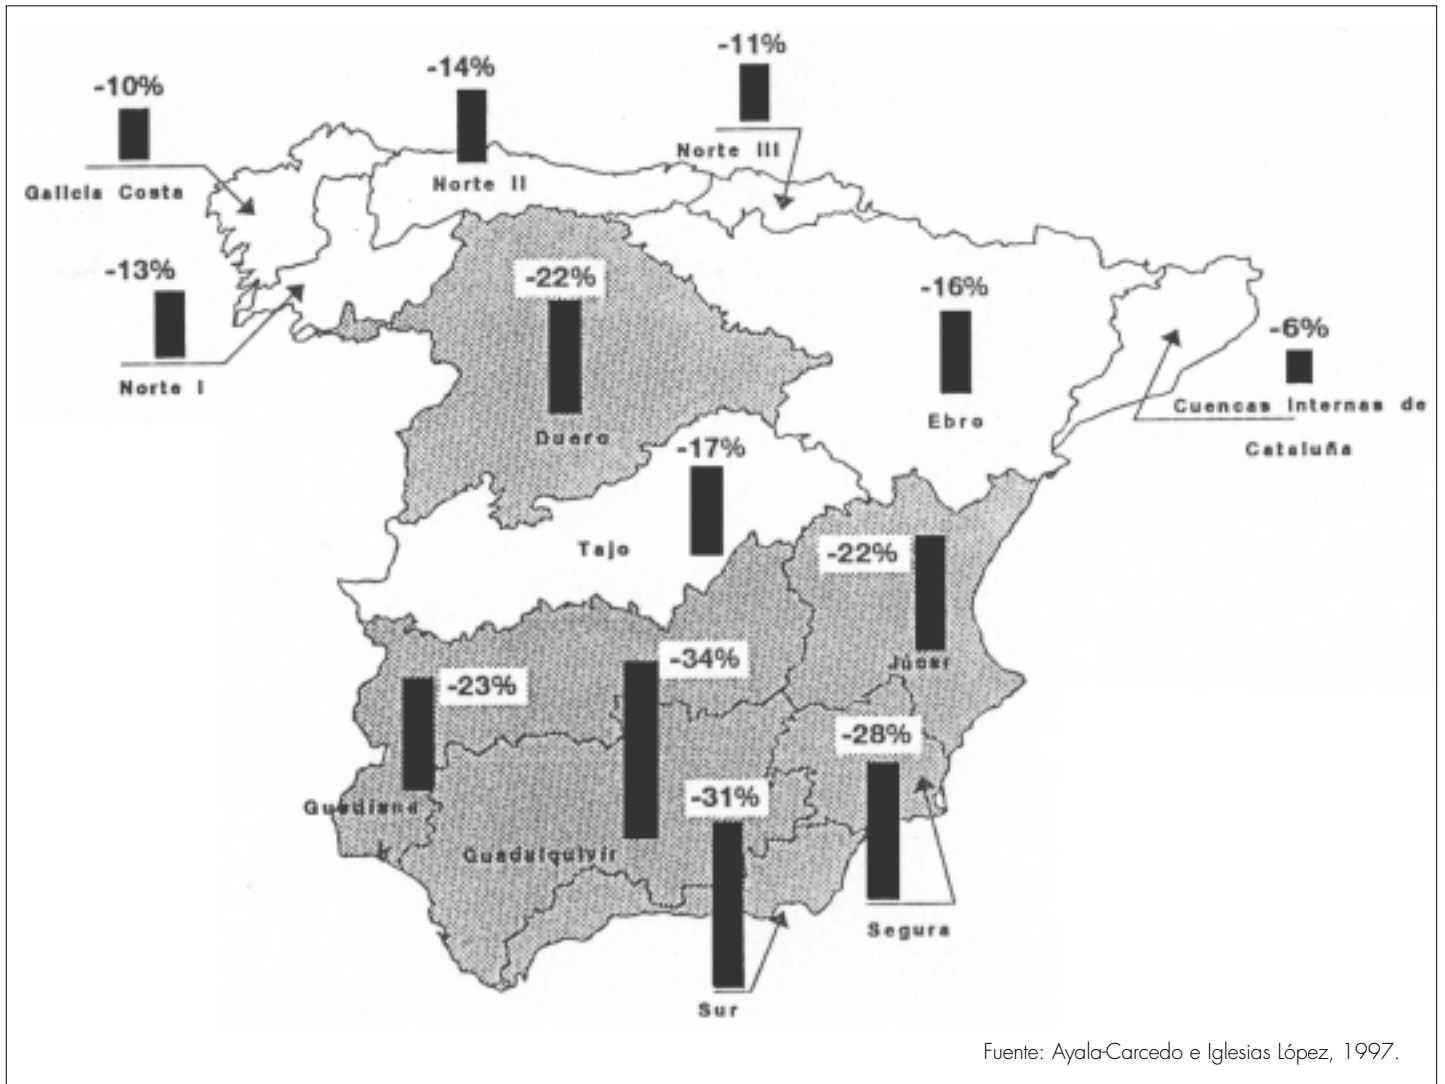 -11%
-14%
-10%
Norte III
Norte II
Galicia Costa
-13%
-22%
-16%
-6%
Norte I
Cuencas Internas de
Ebro
Duero
-17%
Cataluña
Tajo
-22%
-34%
Júcar
-23%
-28%
-31%
Guadiana
Guadalquivir
Segura
Sur
Fuente: Ayala-Carcedo e Iglesias López, 1997.